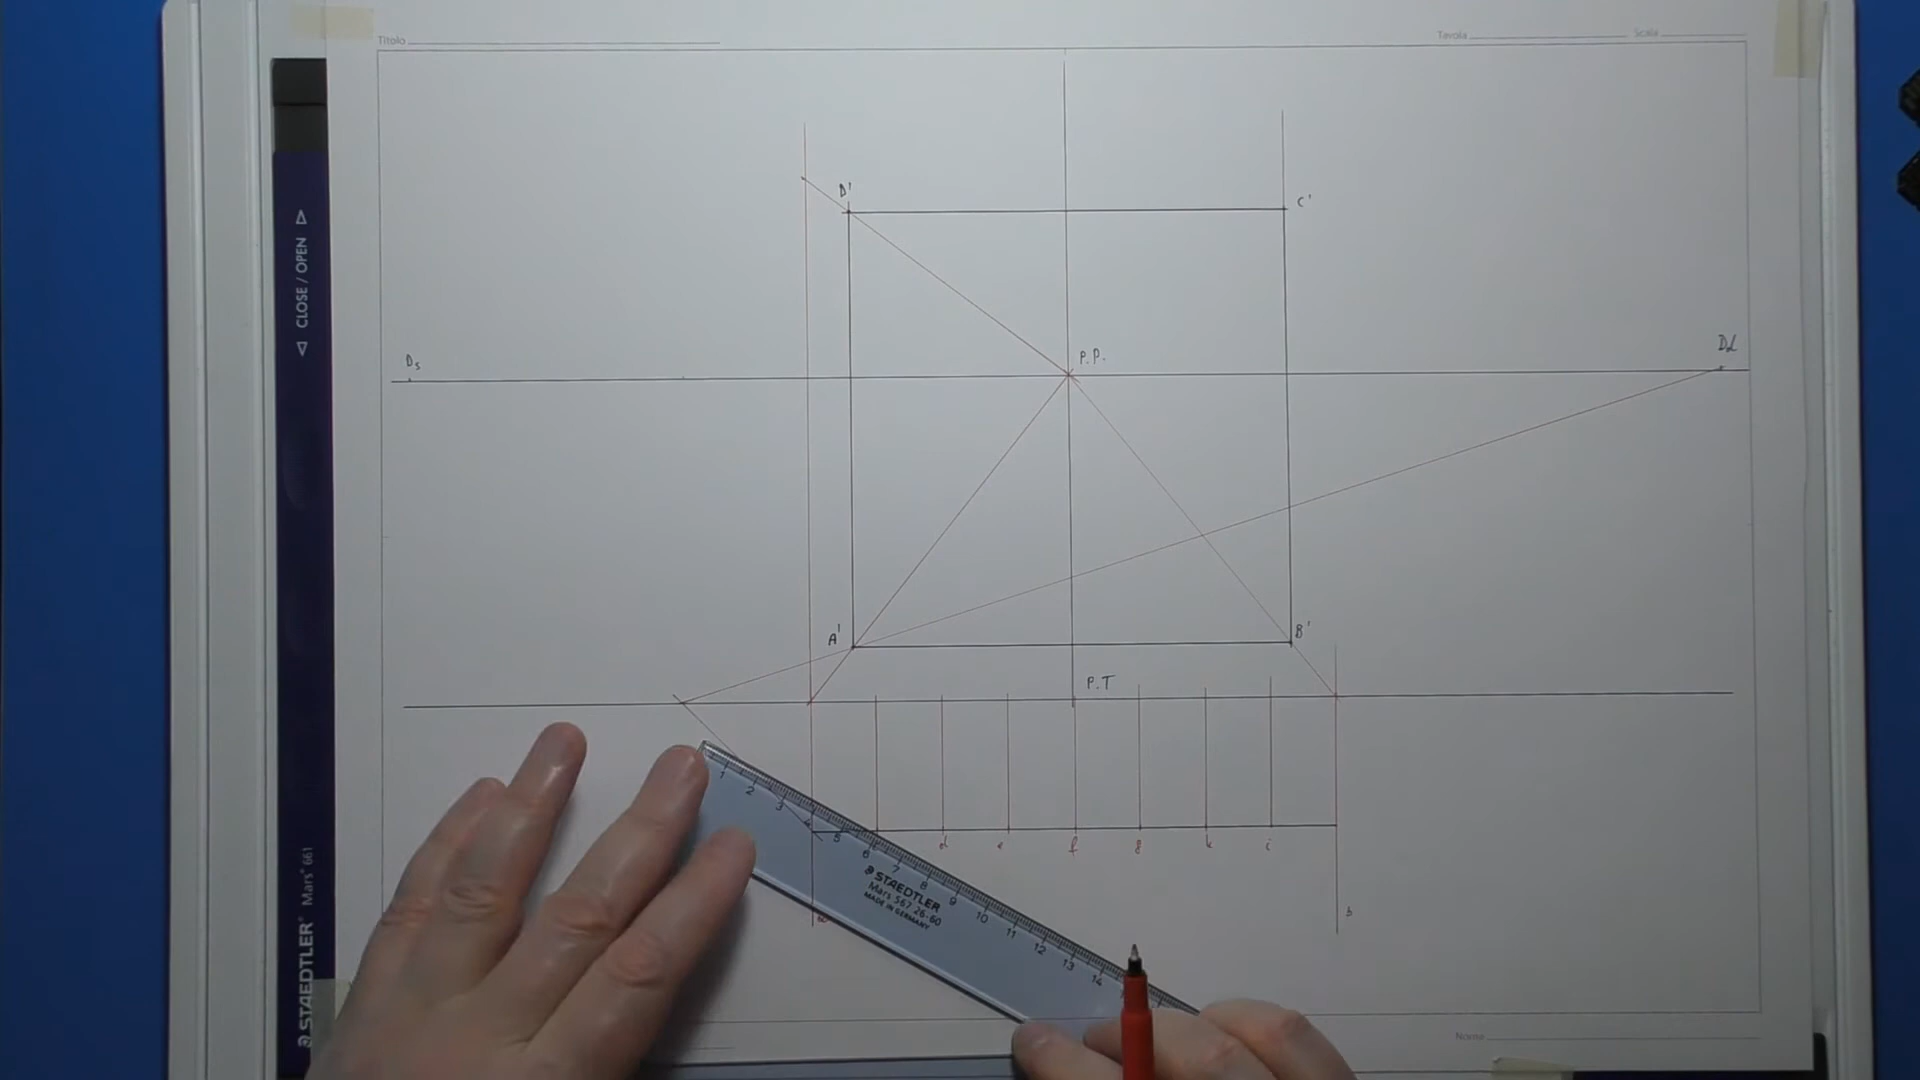 Titolo
Tavola
Scala
◁ CLOSE / OPEN ▷
D'
C'
Ds
P.P.
Dd
A'
B'
P.T
1 2 3 4 5 6 7 8 9 10 11 12 13 14
d e f g k i
STAEDTLER
Mars 567 26-60
MADE IN GERMANY
b
STAEDTLER® Mars® 661
Nome